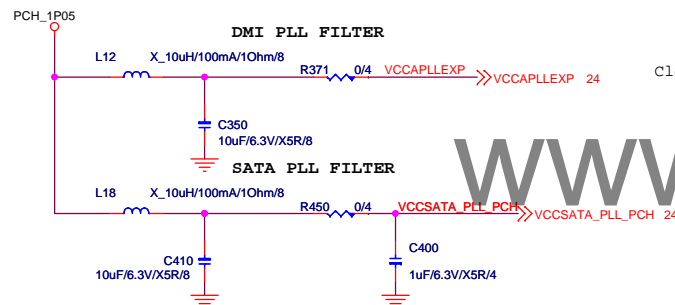 PCH_1P05
DMI PLL FILTER
L12 X_10uH/100mA/1Ohm/8
R371 0/4 VCCAPLLEXP
VCCAPLLEXP 24
Cl
C350
10uF/6.3V/X5R/8
SATA PLL FILTER
www
L18 X_10uH/100mA/1Ohm/8
R450 0/4 VCCSATA_PLL_PCH
VCCSATA_PLL_PCH 24
C410
10uF/6.3V/X5R/8
C400
1uF/6.3V/X5R/4